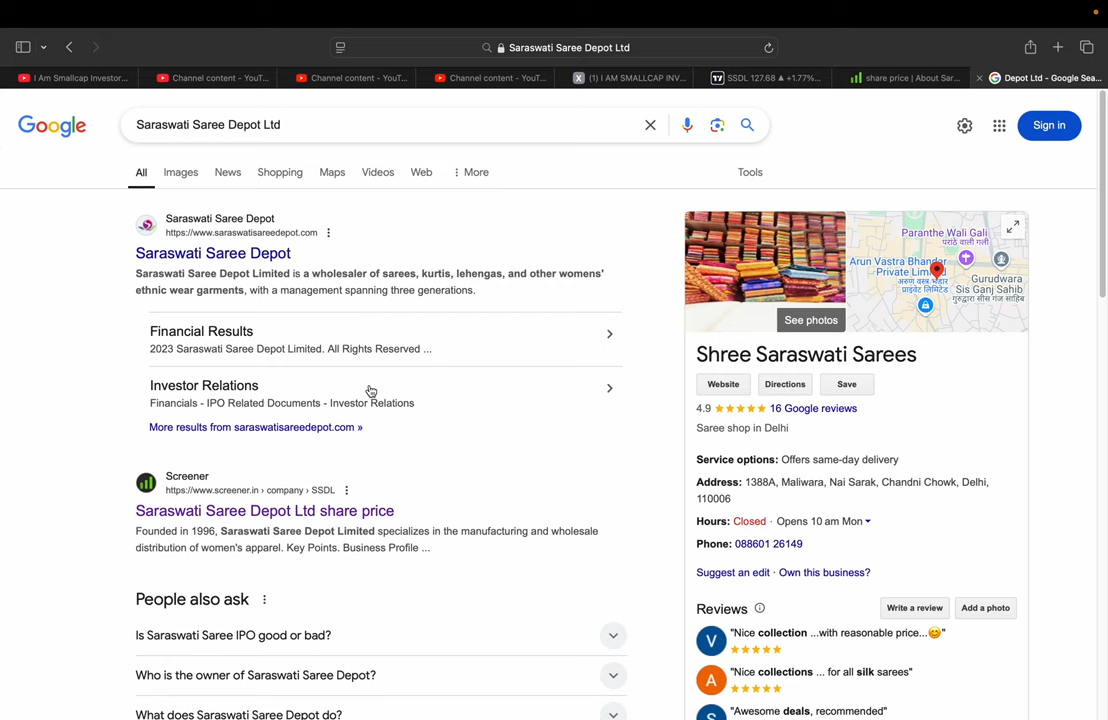 Saraswati Saree Depot Ltd
I Am Smallcap Investor...
Channel content - YouT...
Channel content - YouT...
Channel content - YouT...
(1) I AM SMALLCAP INV...
SSDL 127.68 ▲ +1.77%...
share price | About Sar...
Depot Ltd - Google Sea...
Google
Saraswati Saree Depot Ltd
Sign in
All
Images
News
Shopping
Maps
Videos
Web
More
Tools
Saraswati Saree Depot
https://www.saraswatisareedepot.com
Saraswati Saree Depot
Saraswati Saree Depot Limited is a wholesaler of sarees, kurtis, lehengas, and other womens'
ethnic wear garments, with a management spanning three generations.
Financial Results
2023 Saraswati Saree Depot Limited. All Rights Reserved ...
Investor Relations
Financials - IPO Related Documents - Investor Relations
More results from saraswatisareedepot.com »
Screener
https://www.screener.in › company › SSDL
Saraswati Saree Depot Ltd share price
Founded in 1996, Saraswati Saree Depot Limited specializes in the manufacturing and wholesale
distribution of women's apparel. Key Points. Business Profile ...
People also ask
Is Saraswati Saree IPO good or bad?
Who is the owner of Saraswati Saree Depot?
What does Saraswati Saree Depot do?
See photos
Paranthe Wali Gali
पराठे वाली गली
Arun Vastra Bhandar
Private Limited
अरुण वस्त्र भंडार
प्राइवेट लिमिटेड
Gurudwara
Sis Ganj Sahib
गुरुद्वारा सीस गंज साहिब
Shree Saraswati Sarees
Website
Directions
Save
4.9 ★★★★★ 16 Google reviews
Saree shop in Delhi
Service options: Offers same-day delivery
Address: 1388A, Maliwara, Nai Sarak, Chandni Chowk, Delhi,
110006
Hours: Closed · Opens 10 am Mon
Phone: 088601 26149
Suggest an edit · Own this business?
Reviews
Write a review
Add a photo
V
"Nice collection ...with reasonable price...😊"
A
"Nice collections ... for all silk sarees"
"Awesome deals, recommended"